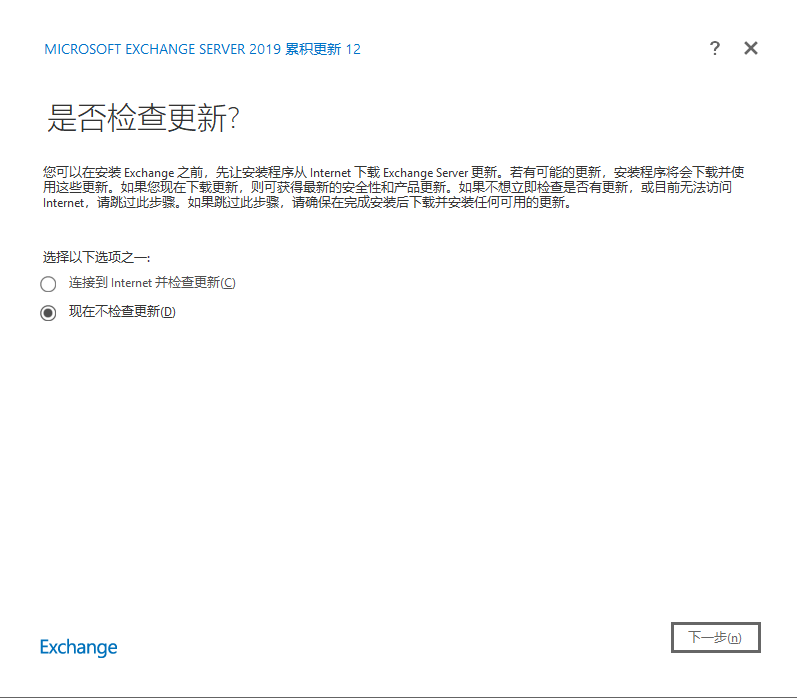 MICROSOFT EXCHANGE SERVER 2019 累积更新 12
?
是否检查更新?
您可以在安装 Exchange 之前，先让安装程序从 Internet 下载 Exchange Server 更新。若有可能的更新，安装程序将会下载并使
用这些更新。如果您现在下载更新，则可获得最新的安全性和产品更新。如果不想立即检查是否有更新，或目前无法访问
Internet，请跳过此步骤。如果跳过此步骤，请确保在完成安装后下载并安装任何可用的更新。
选择以下选项之一:
连接到 Internet 并检查更新(C)
现在不检查更新(D)
Exchange
下一步(n)